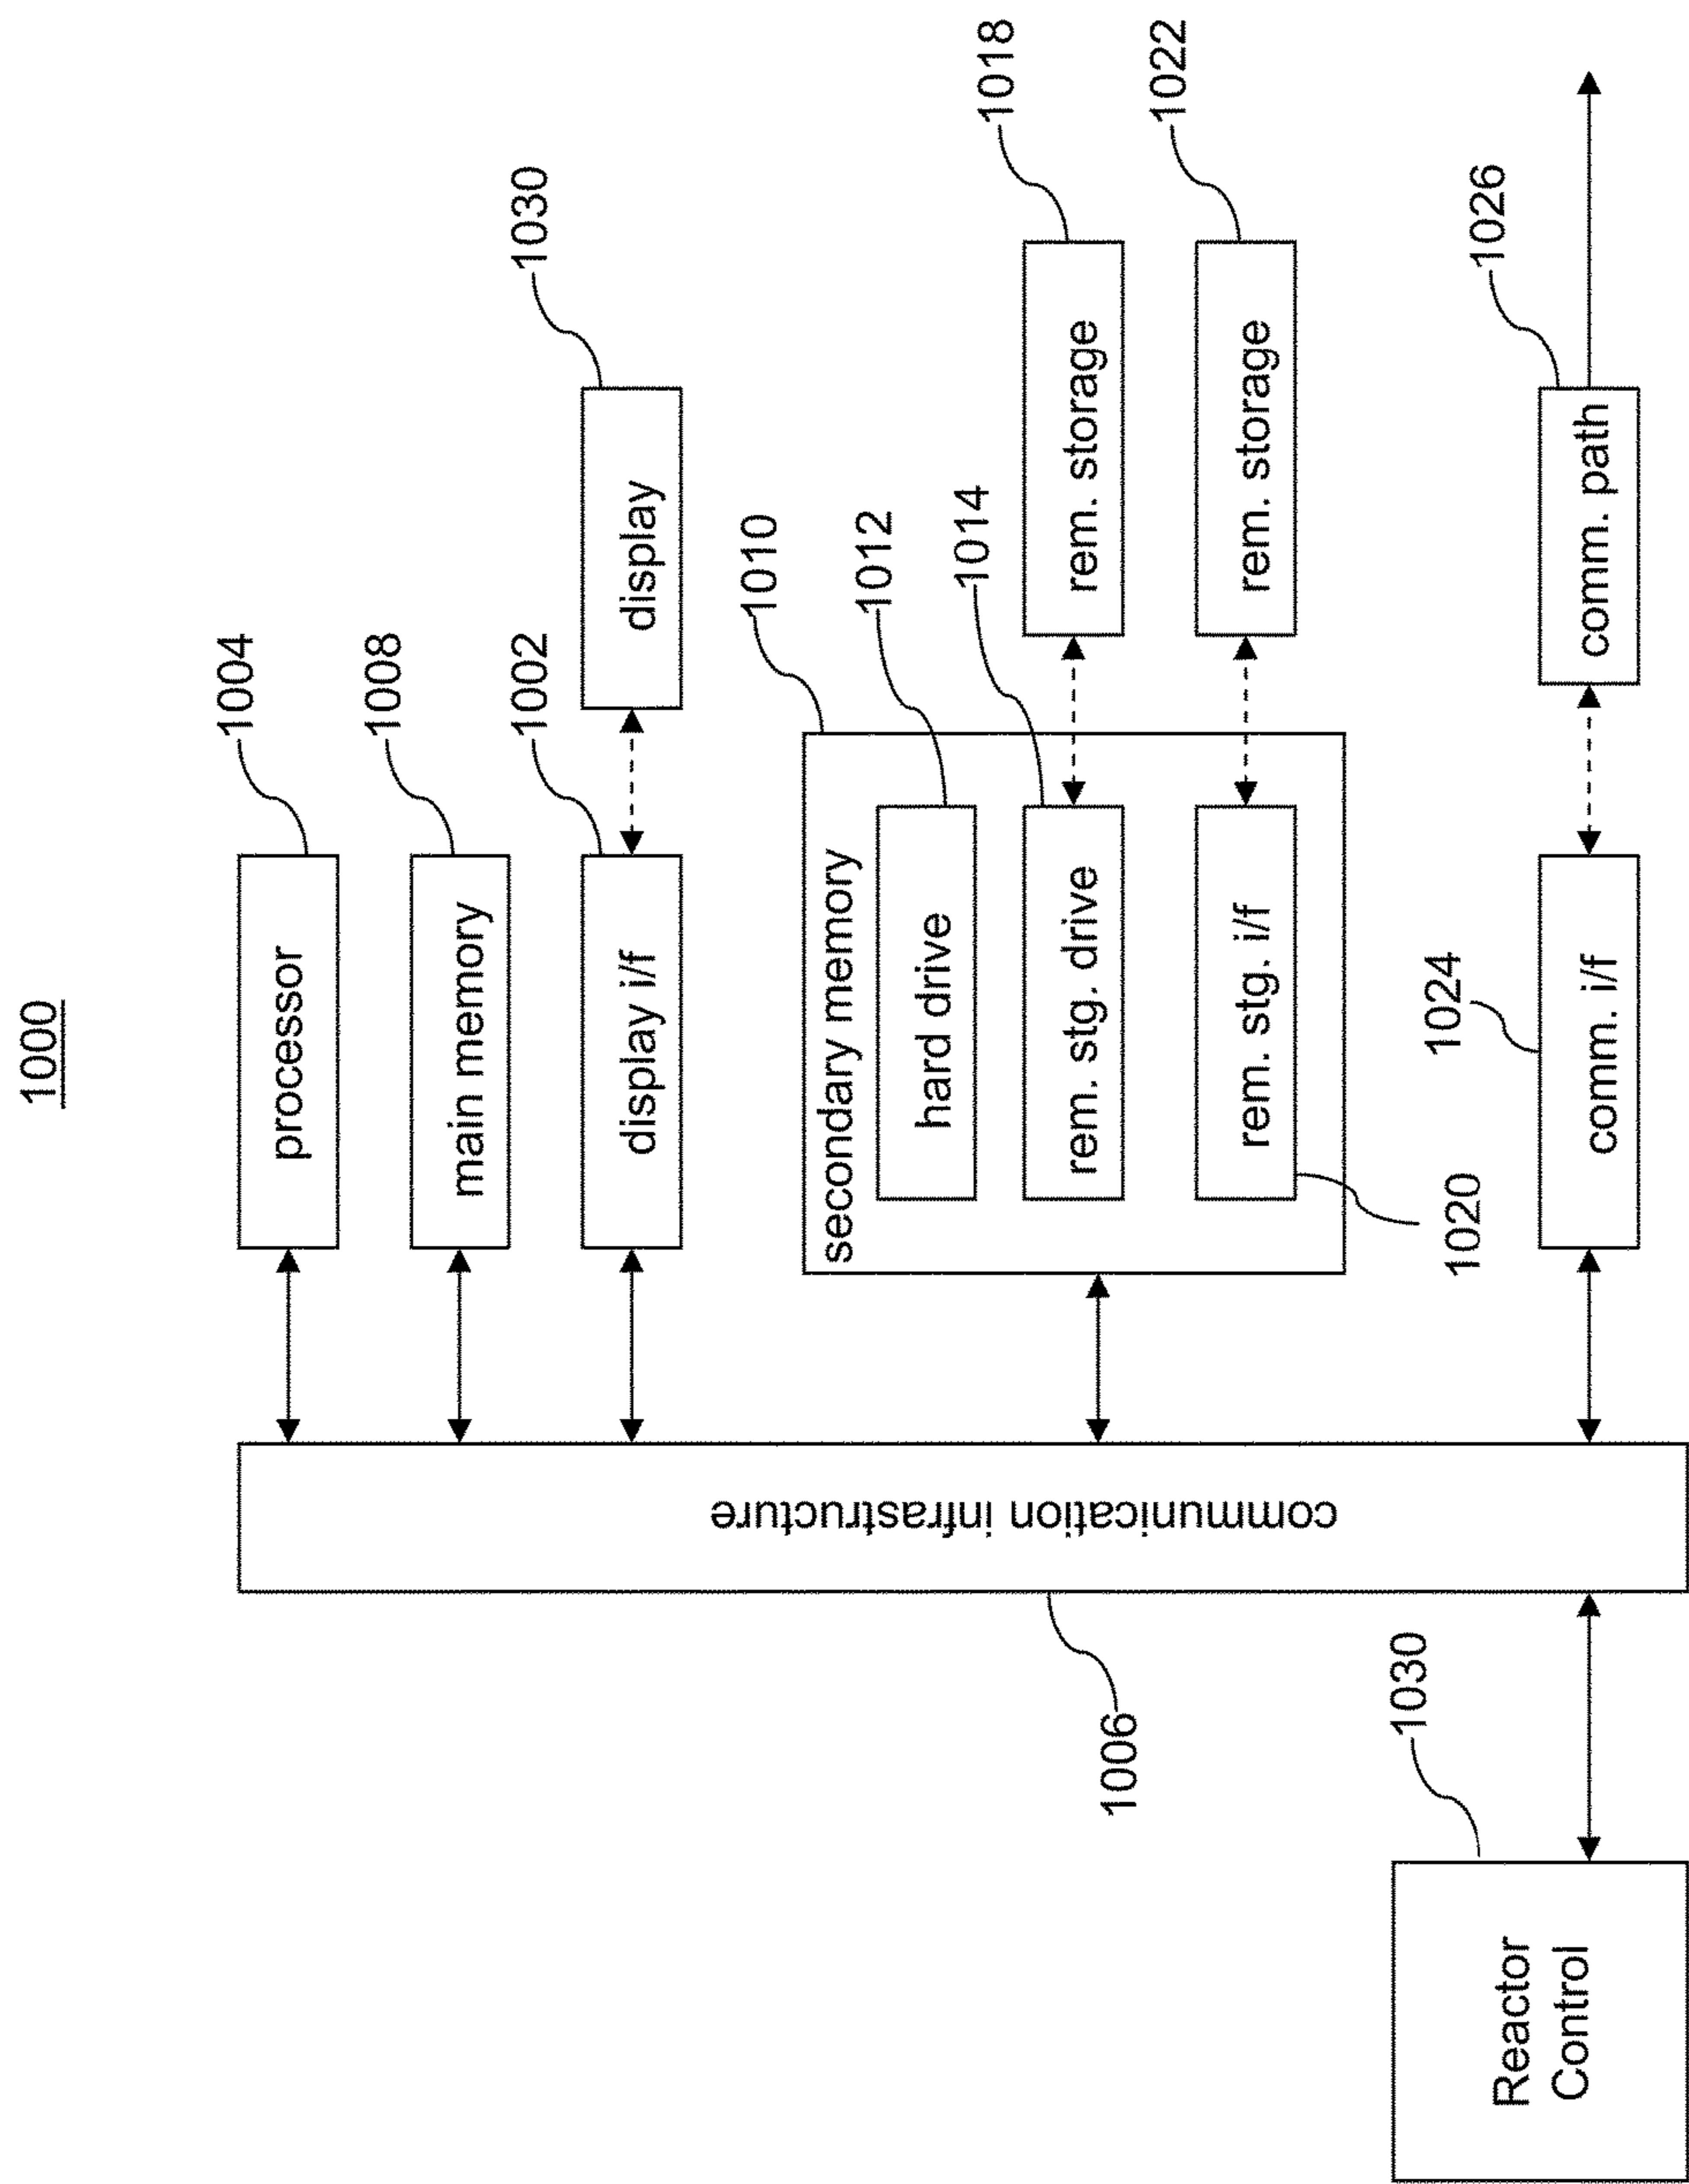 1000
processor
1004
main memory
1008
display i/f
1002
display
1030
secondary memory
1010
hard drive
1012
rem. stg. drive
1014
rem. storage
1018
rem. stg. i/f
1020
rem. storage
1022
comm. i/f
1024
comm. path
1026
communication infrastructure
1006
Reactor
Control
1030